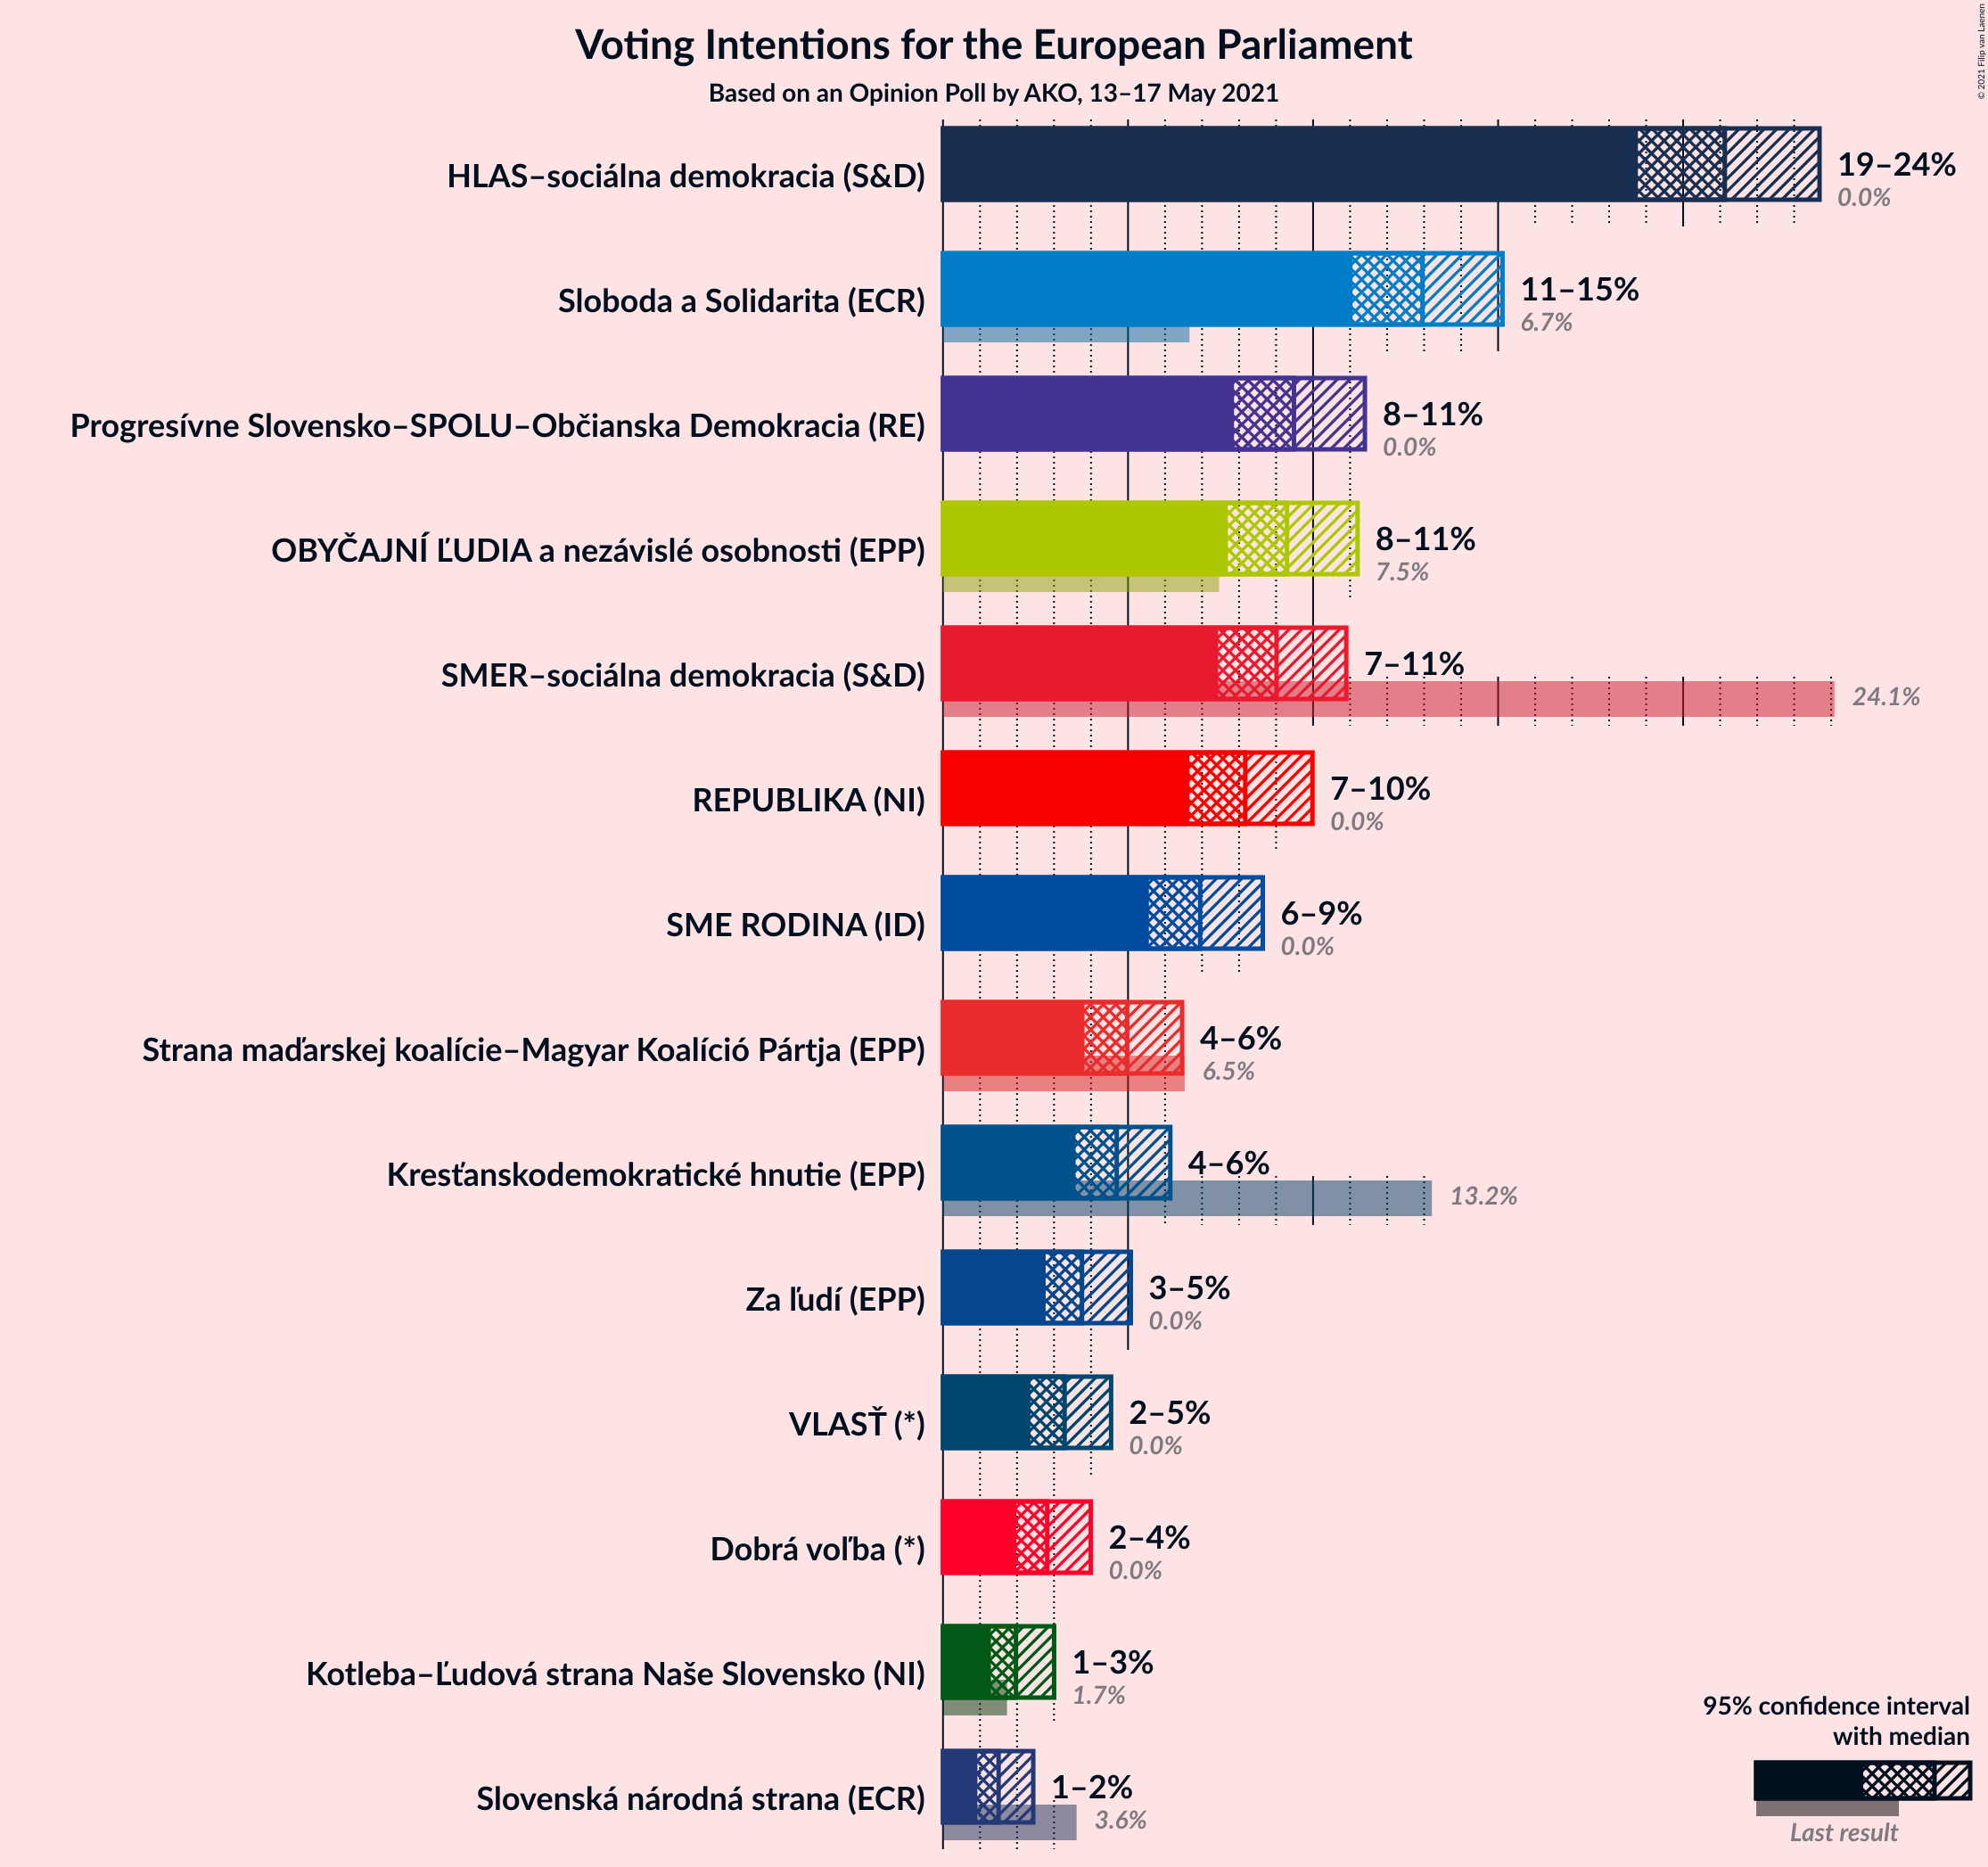 Voting Intentions for the European Parliament
Based on an Opinion Poll by AKO, 13–17 May 2021
© 2021 Filip van Laenen
HLAS–sociálna demokracia (S&D)
19–24%
0.0%
Sloboda a Solidarita (ECR)
11–15%
6.7%
Progresívne Slovensko–SPOLU–Občianska Demokracia (RE)
8–11%
0.0%
OBYČAJNÍ ĽUDIA a nezávislé osobnosti (EPP)
8–11%
7.5%
SMER–sociálna demokracia (S&D)
7–11%
24.1%
REPUBLIKA (NI)
7–10%
0.0%
SME RODINA (ID)
6–9%
0.0%
Strana maďarskej koalície–Magyar Koalíció Pártja (EPP)
4–6%
6.5%
Kresťanskodemokratické hnutie (EPP)
4–6%
13.2%
Za ľudí (EPP)
3–5%
0.0%
VLASŤ (*)
2–5%
0.0%
Dobrá voľba (*)
2–4%
0.0%
Kotleba–Ľudová strana Naše Slovensko (NI)
1–3%
1.7%
Slovenská národná strana (ECR)
1–2%
3.6%
95% confidence interval
with median
Last result